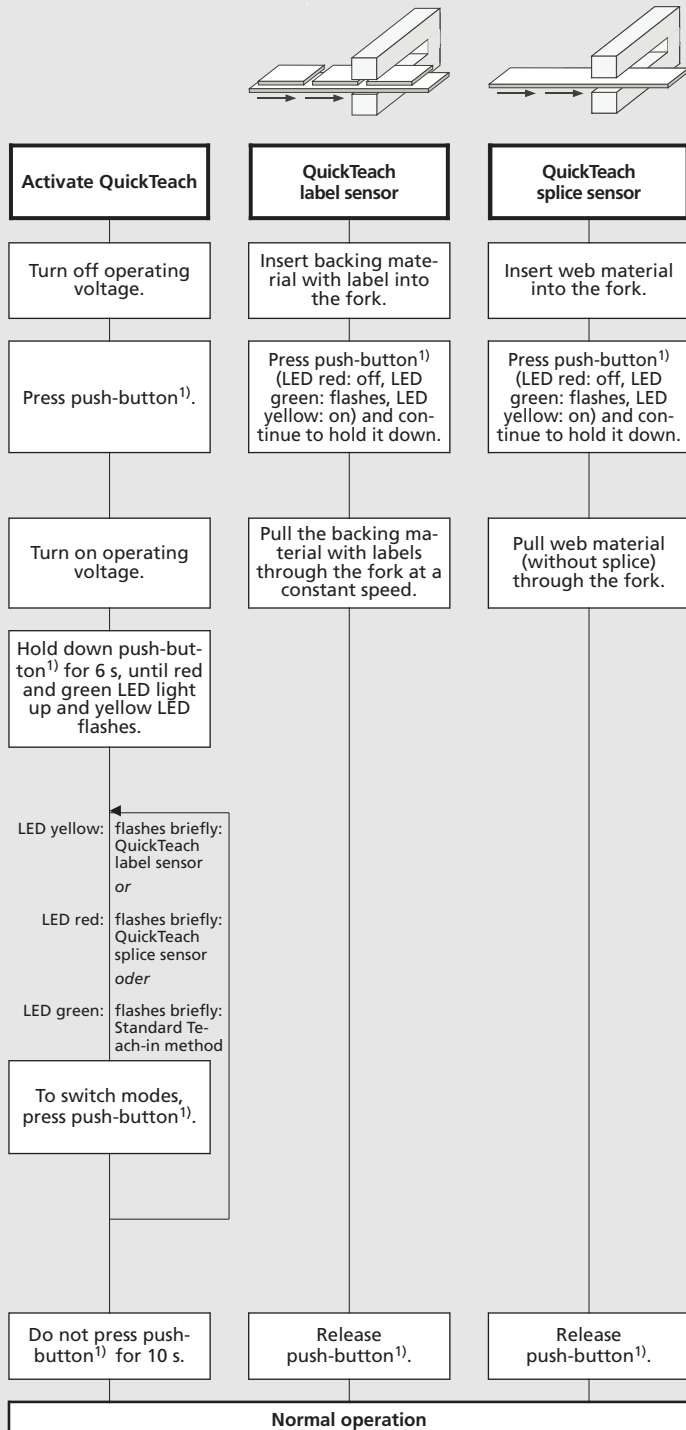 Activate QuickTeach
Turn off operating
voltage.
Press push-button1).
Turn on operating
voltage.
Hold down push-but-
ton1) for 6 s, until red
and green LED light
up and yellow LED
flashes.
LED yellow: flashes briefly:
QuickTeach
label sensor
or
LED red: flashes briefly:
QuickTeach
splice sensor
oder
LED green: flashes briefly:
Standard Te-
ach-in method
To switch modes,
press push-button1).
Do not press push-
button1) for 10 s.
QuickTeach
label sensor
Insert backing mate-
rial with label into
the fork.
Press push-button1)
(LED red: off, LED
green: flashes, LED
yellow: on) and con-
tinue to hold it down.
Pull the backing ma-
terial with labels
through the fork at a
constant speed.
Release
push-button1).
QuickTeach
splice sensor
Insert web material
into the fork.
Press push-button1)
(LED red: off, LED
green: flashes, LED
yellow: on) and con-
tinue to hold it down.
Pull web material
(without splice)
through the fork.
Release
push-button1).
Normal operation